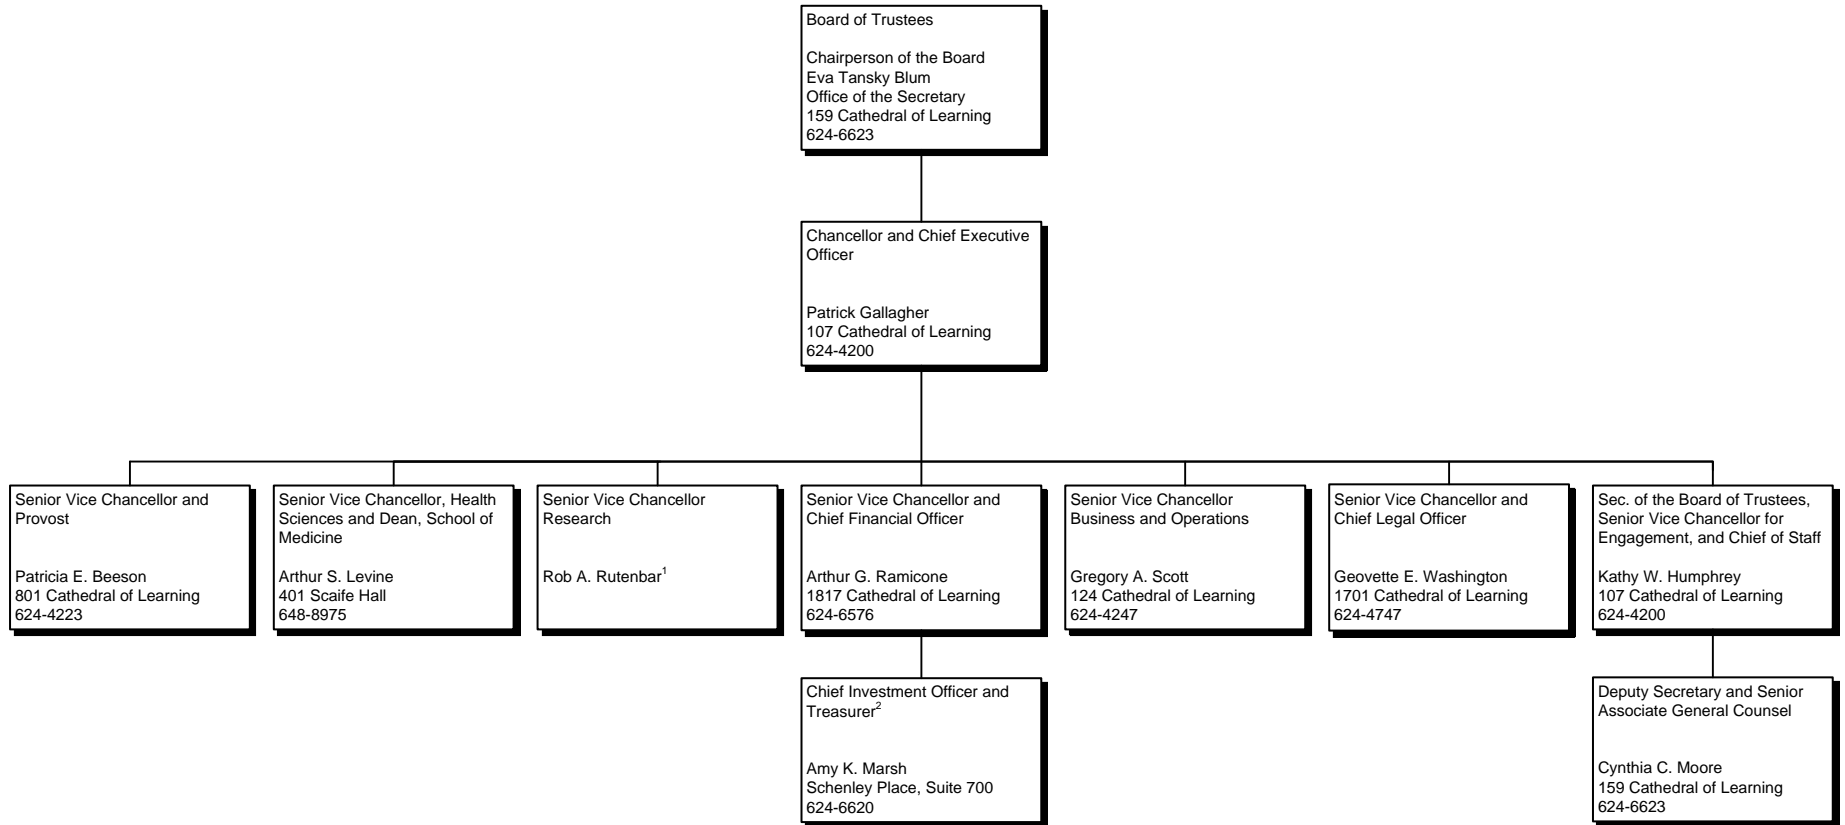 Board of Trustees
Chairperson of the Board
Eva Tansky Blum
Office of the Secretary
159 Cathedral of Learning
624-6623
Chancellor and Chief Executive
Officer
Patrick Gallagher
107 Cathedral of Learning
624-4200
Senior Vice Chancellor and
Provost
Patricia E. Beeson
801 Cathedral of Learning
624-4223
Senior Vice Chancellor, Health
Sciences and Dean, School of
Medicine
Arthur S. Levine
401 Scaife Hall
648-8975
Senior Vice Chancellor
Research
Rob A. Rutenbar¹
Senior Vice Chancellor and
Chief Financial Officer
Arthur G. Ramicone
1817 Cathedral of Learning
624-6576
Senior Vice Chancellor
Business and Operations
Gregory A. Scott
124 Cathedral of Learning
624-4247
Senior Vice Chancellor and
Chief Legal Officer
Geovette E. Washington
1701 Cathedral of Learning
624-4747
Sec. of the Board of Trustees,
Senior Vice Chancellor for
Engagement, and Chief of Staff
Kathy W. Humphrey
107 Cathedral of Learning
624-4200
Chief Investment Officer and
Treasurer²
Amy K. Marsh
Schenley Place, Suite 700
624-6620
Deputy Secretary and Senior
Associate General Counsel
Cynthia C. Moore
159 Cathedral of Learning
624-6623